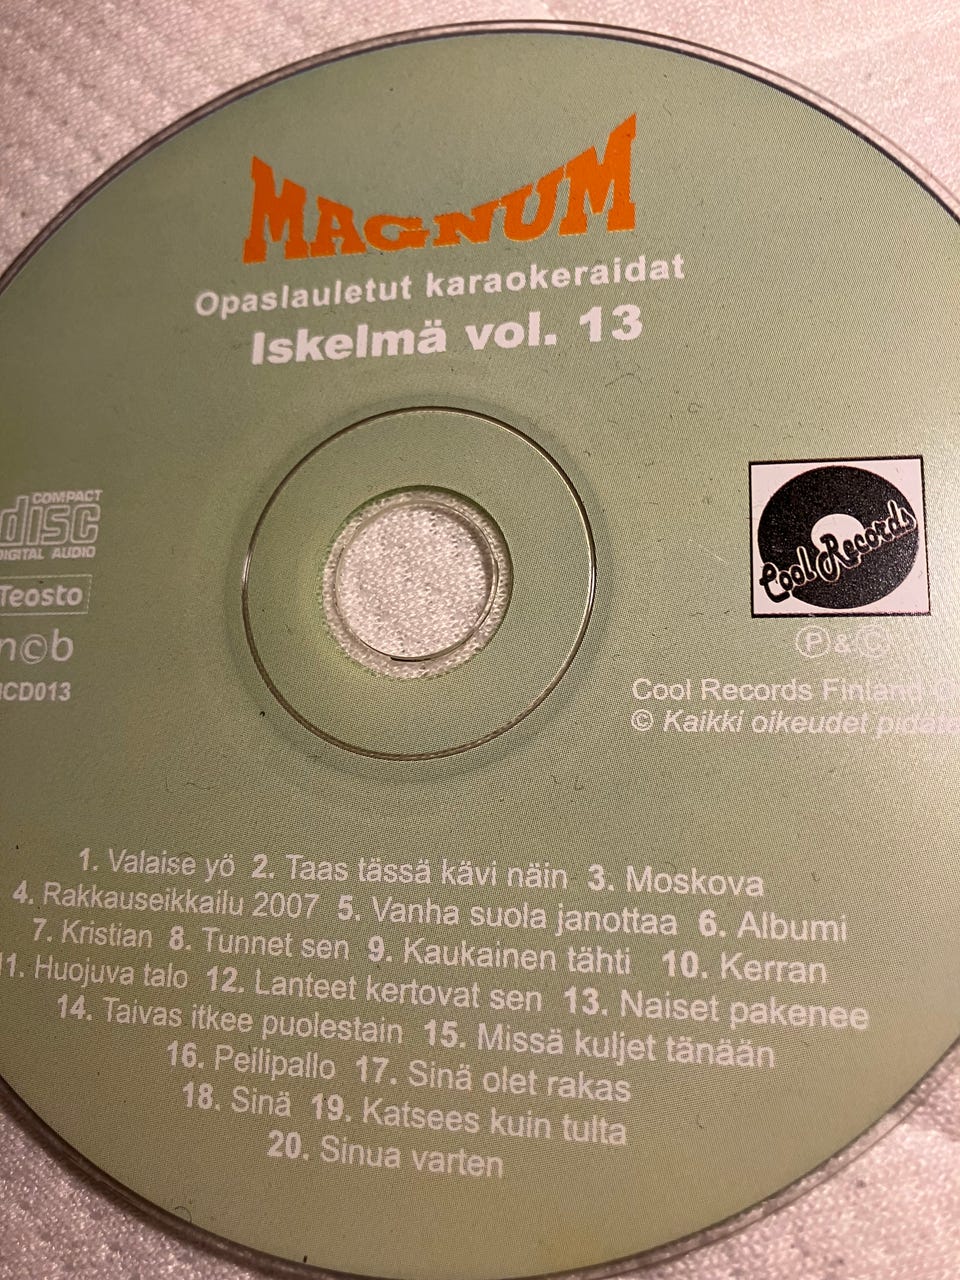 MAGNUM
Opaslauletut karaokeraidat
Iskelmä vol. 13
COMPACT
disc
DIGITAL AUDIO
Teosto
n©b
CD013
Cool Records
Ⓟ & ©
Cool Records Finland
© Kaikki oikeudet
1. Valaise yö 2. Taas tässä kävi näin 3. Moskova
4. Rakkauseikkailu 2007 5. Vanha suola janottaa 6. Albumi
7. Kristian 8. Tunnet sen 9. Kaukainen tähti 10. Kerran
11. Huojuva talo 12. Lanteet kertovat sen 13. Naiset pakenee
14. Taivas itkee puolestain 15. Missä kuljet tänään
16. Peilipallo 17. Sinä olet rakas
18. Sinä 19. Katsees kuin tulta
20. Sinua varten